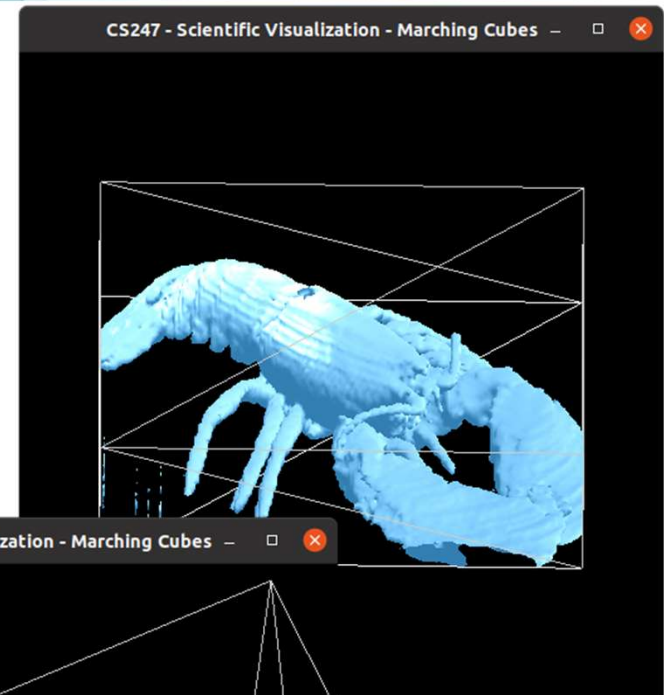 CS247 - Scientific Visualization - Marching Cubes
zation - Marching Cubes